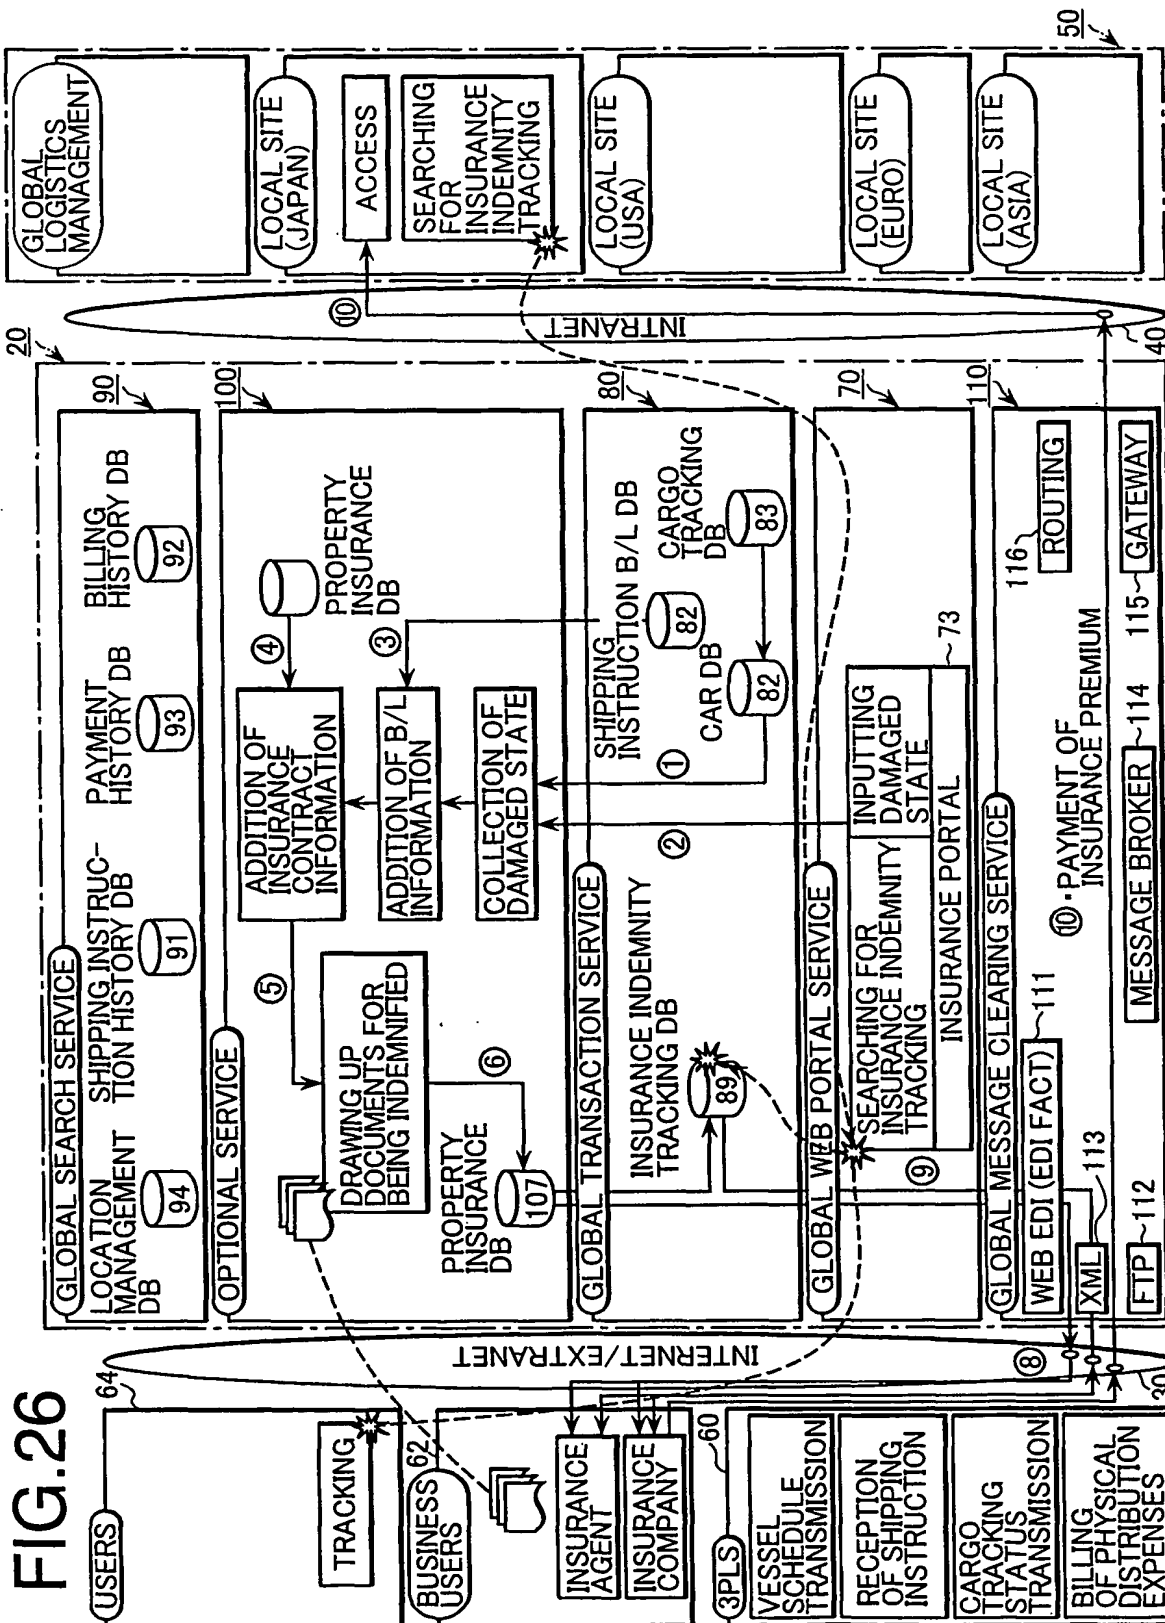 FIG.26
USERS
64
TRACKING
BUSINESS
USERS
62
INSURANCE
AGENT
INSURANCE
COMPANY
3PLS
60
VESSEL
SCHEDULE
TRANSMISSION
RECEPTION
OF SHIPPING
INSTRUCTION
CARGO
TRACKING
STATUS
TRANSMISSION
BILLING
OF PHYSICAL
DISTRIBUTION
EXPENSES
INTERNET/EXTRANET
⑧
30
20
GLOBAL SEARCH SERVICE
90
LOCATION
MANAGEMENT
DB
94
SHIPPING INSTRUC-
TION HISTORY DB
91
PAYMENT
HISTORY DB
93
BILLING
HISTORY DB
92
OPTIONAL SERVICE
100
DRAWING UP
DOCUMENTS FOR
BEING INDEMNIFIED
⑤
ADDITION OF
INSURANCE
CONTRACT
INFORMATION
④
PROPERTY
INSURANCE
DB
ADDITION OF B/L
INFORMATION
③
COLLECTION OF
DAMAGED STATE
⑥
PROPERTY
INSURANCE
DB
107
GLOBAL TRANSACTION SERVICE
80
INSURANCE INDEMNITY
TRACKING DB
89
①
②
SHIPPING
INSTRUCTION B/L DB
82
CAR DB
82
CARGO
TRACKING
DB
83
GLOBAL WEB PORTAL SERVICE
70
SEARCHING FOR
INSURANCE INDEMNITY
TRACKING
INPUTTING
DAMAGED
STATE
INSURANCE PORTAL
73
⑨
GLOBAL MESSAGE CLEARING SERVICE
110
WEB EDI (EDI FACT)
111
XML
113
FTP
112
⑩·PAYMENT OF
INSURANCE PREMIUM
MESSAGE BROKER
114
116
ROUTING
115
GATEWAY
INTRANET
⑩
40
50
GLOBAL
LOGISTICS
MANAGEMENT
LOCAL SITE
(JAPAN)
ACCESS
SEARCHING
FOR
INSURANCE
INDEMNITY
TRACKING
LOCAL SITE
(USA)
LOCAL SITE
(EURO)
LOCAL SITE
(ASIA)